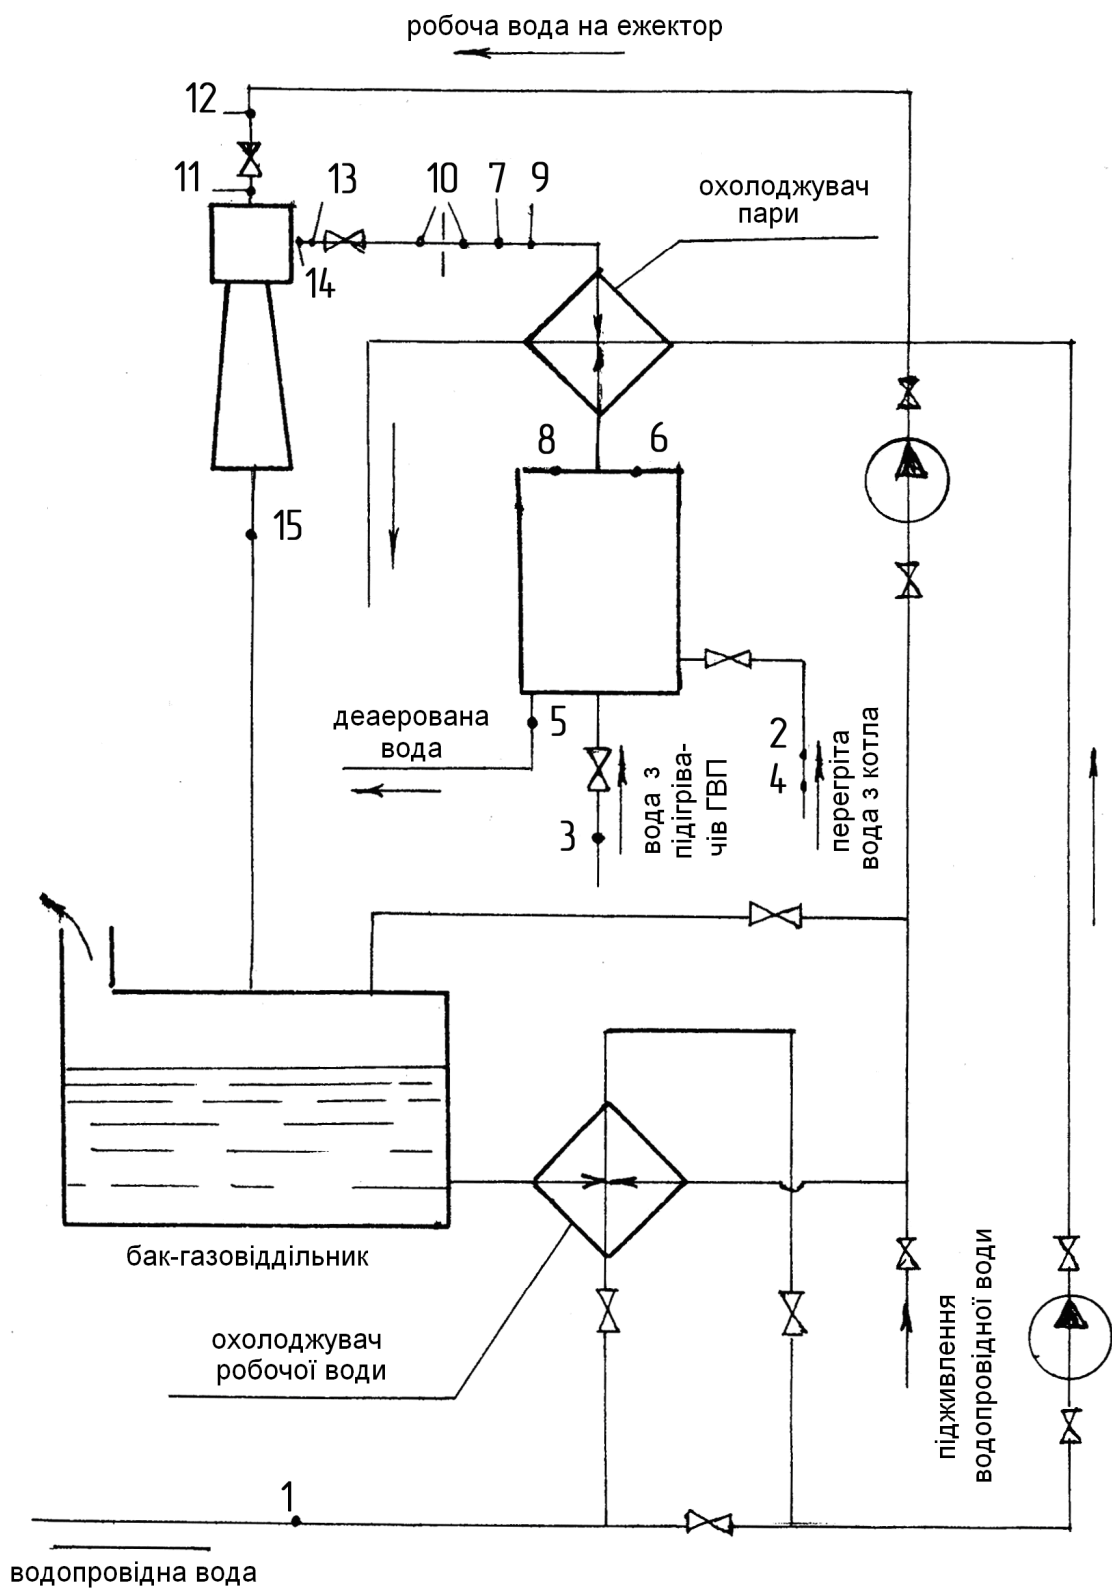 робоча вода на ежектор
12
11
13
10
7
9
охолоджувач
пари
14
8
6
15
5
деаерована
вода
2
4
3
вода з
підігріва-
чів ГВП
перегріта
вода з котла
бак-газовіддільник
охолоджувач
робочої води
підживлення
водопровідної води
1
водопровідна вода